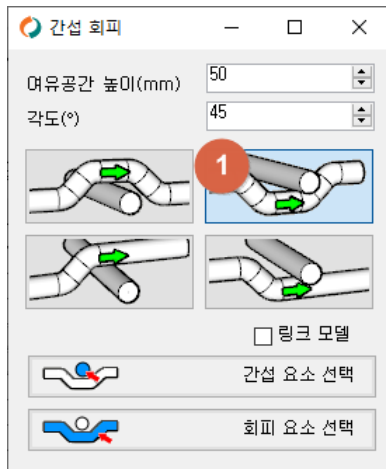 간섭 회피
여유공간 높이(mm) 50
각도(º) 45
1
링크 모델
간섭 요소 선택
회피 요소 선택